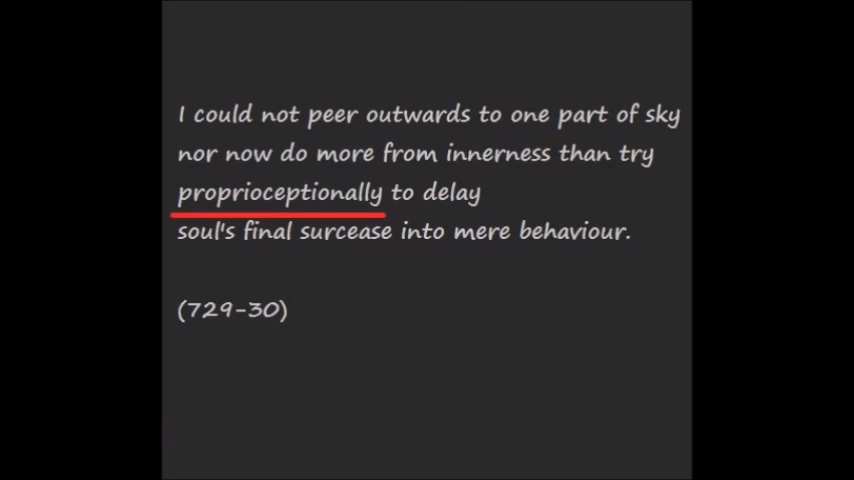 I could not peer outwards to one part of sky
nor now do more from innerness than try
proprioceptionally to delay
soul's final surcease into mere behaviour.
(729-30)